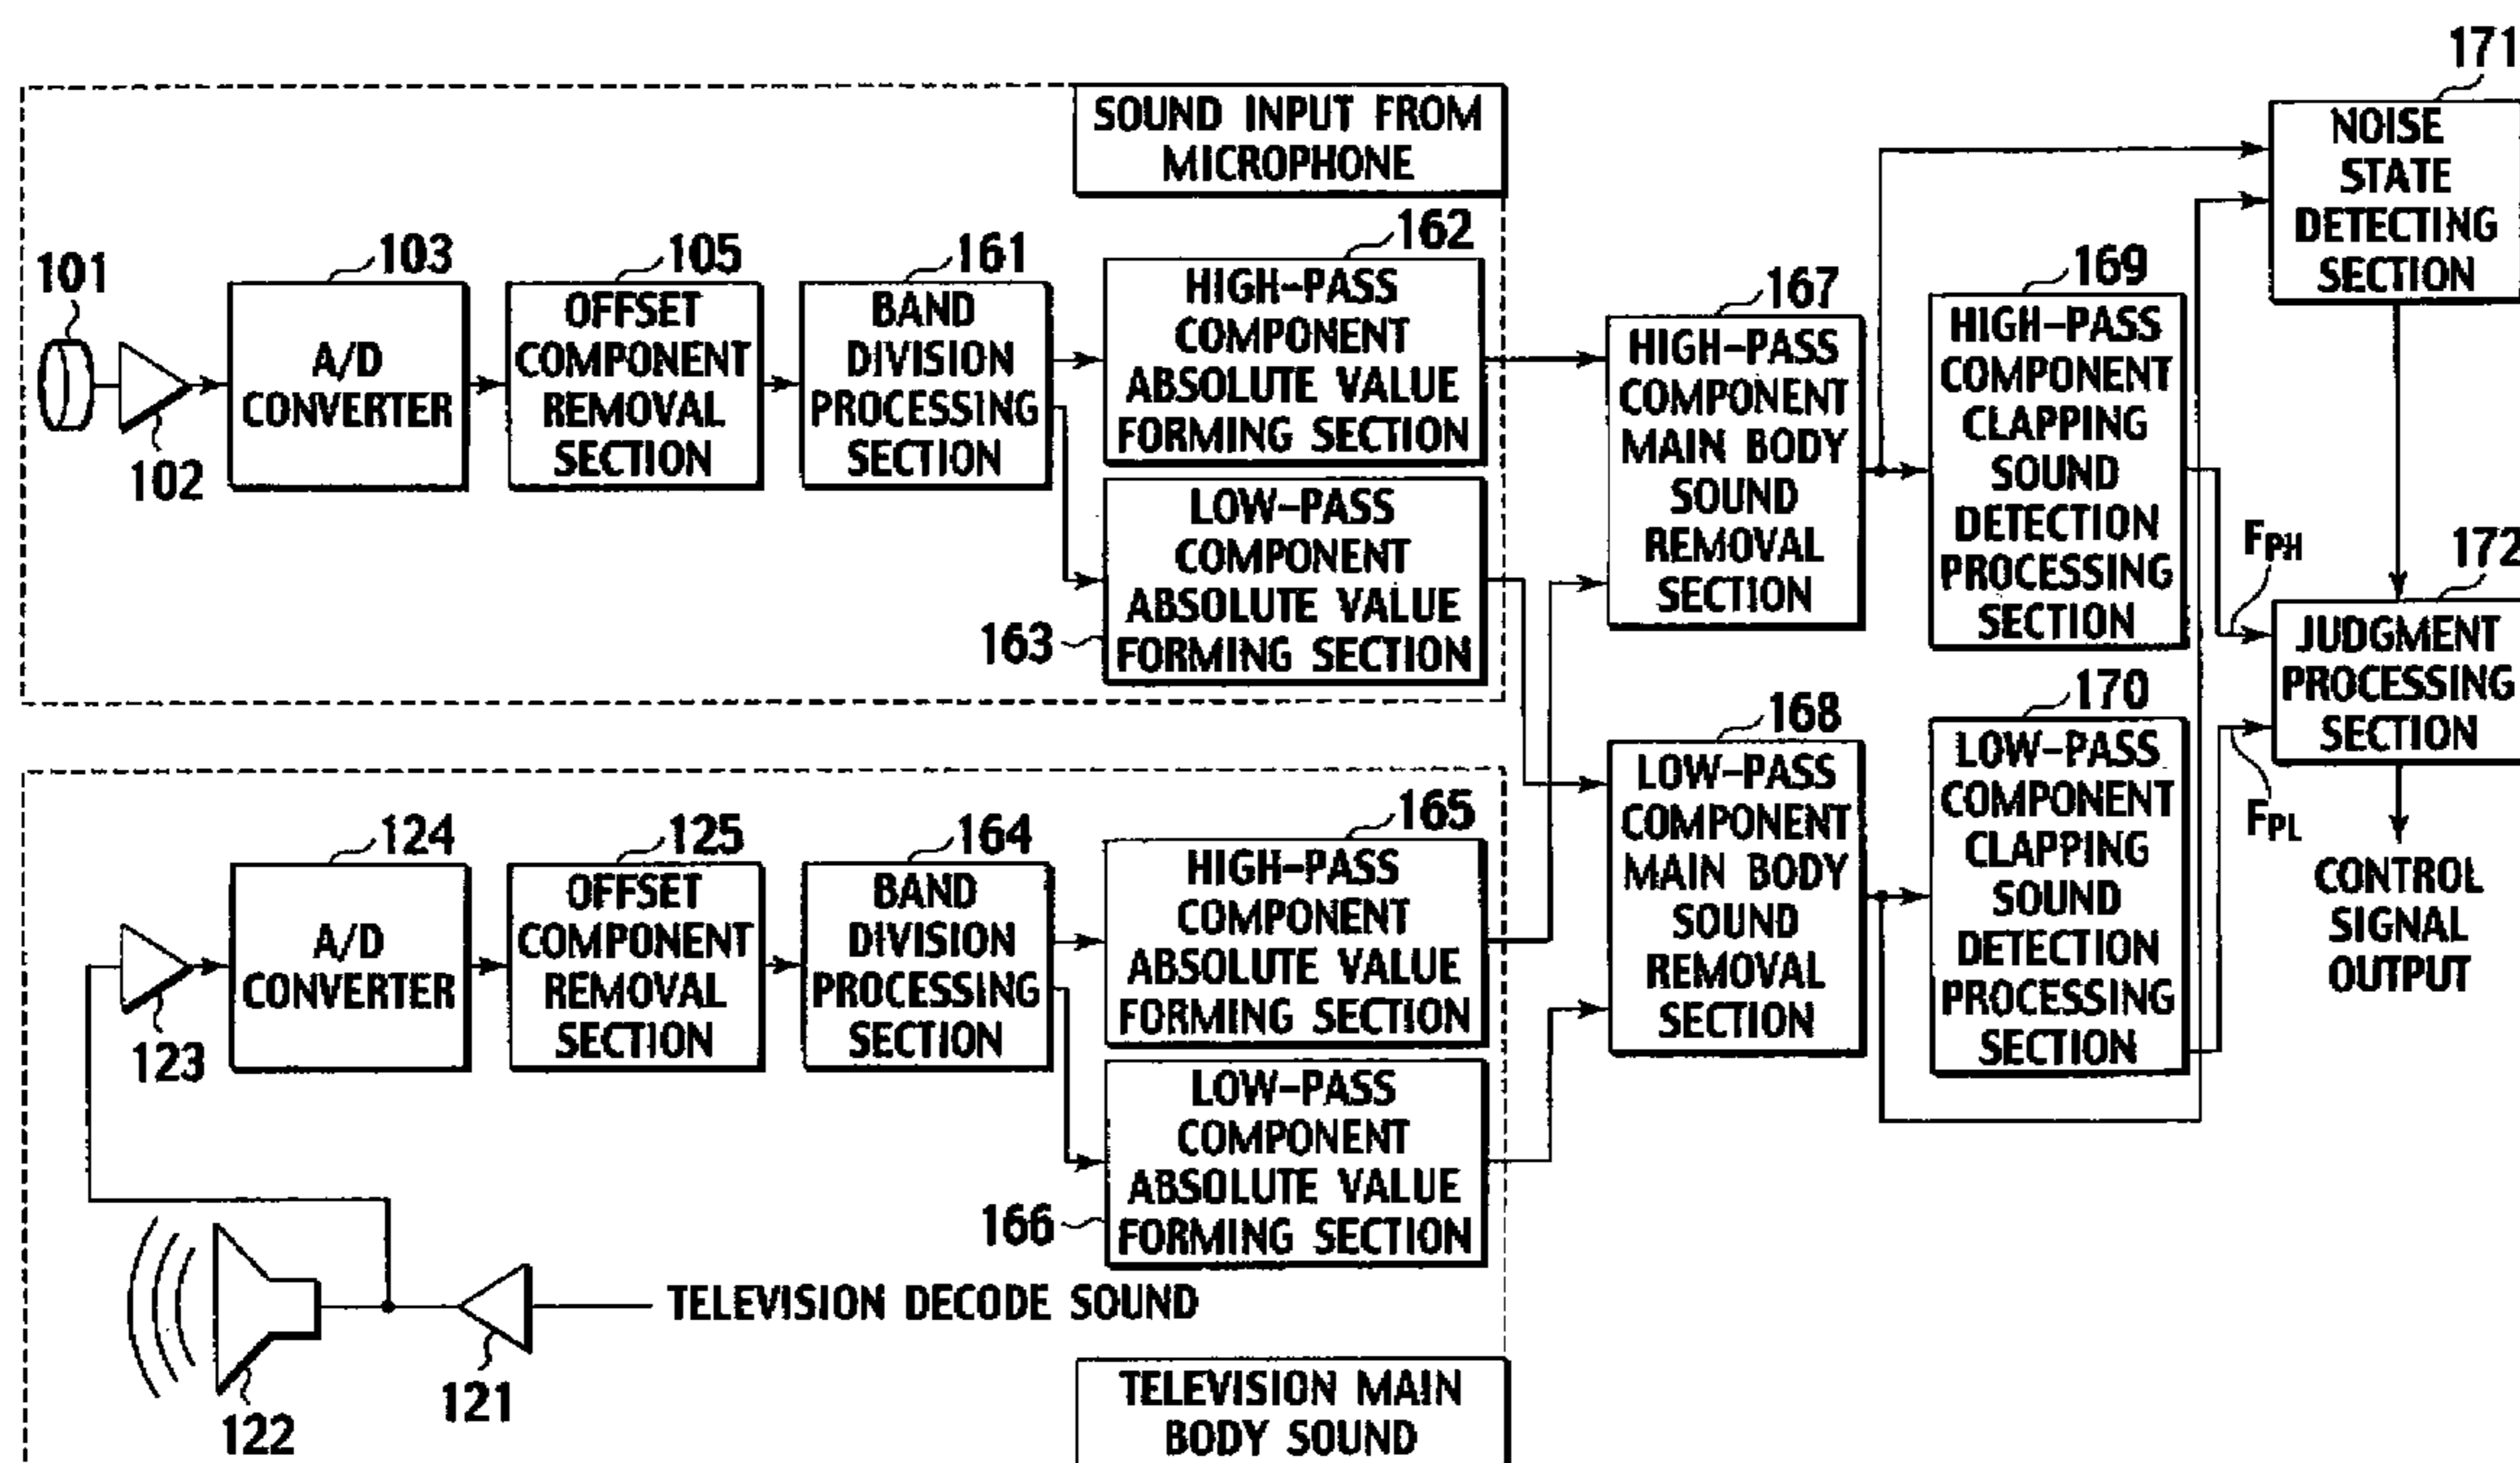 171
SOUND INPUT FROM
MICROPHONE
NOISE
STATE
DETECTING
SECTION
101
103
A/D
CONVERTER
102
105
OFFSET
COMPONENT
REMOVAL
SECTION
161
BAND
DIVISION
PROCESSING
SECTION
162
HIGH-PASS
COMPONENT
ABSOLUTE VALUE
FORMING SECTION
LOW-PASS
COMPONENT
ABSOLUTE VALUE
FORMING SECTION
163
167
HIGH-PASS
COMPONENT
MAIN BODY
SOUND
REMOVAL
SECTION
169
HIGH-PASS
COMPONENT
CLAPPING
SOUND
DETECTION
PROCESSING
SECTION
FPH
172
JUDGMENT
PROCESSING
SECTION
FPL
CONTROL
SIGNAL
OUTPUT
168
LOW-PASS
COMPONENT
MAIN BODY
SOUND
REMOVAL
SECTION
170
LOW-PASS
COMPONENT
CLAPPING
SOUND
DETECTION
PROCESSING
SECTION
123
124
A/D
CONVERTER
125
OFFSET
COMPONENT
REMOVAL
SECTION
164
BAND
DIVISION
PROCESSING
SECTION
165
HIGH-PASS
COMPONENT
ABSOLUTE VALUE
FORMING SECTION
LOW-PASS
COMPONENT
ABSOLUTE VALUE
FORMING SECTION
166
TELEVISION DECODE SOUND
121
122
TELEVISION MAIN
BODY SOUND